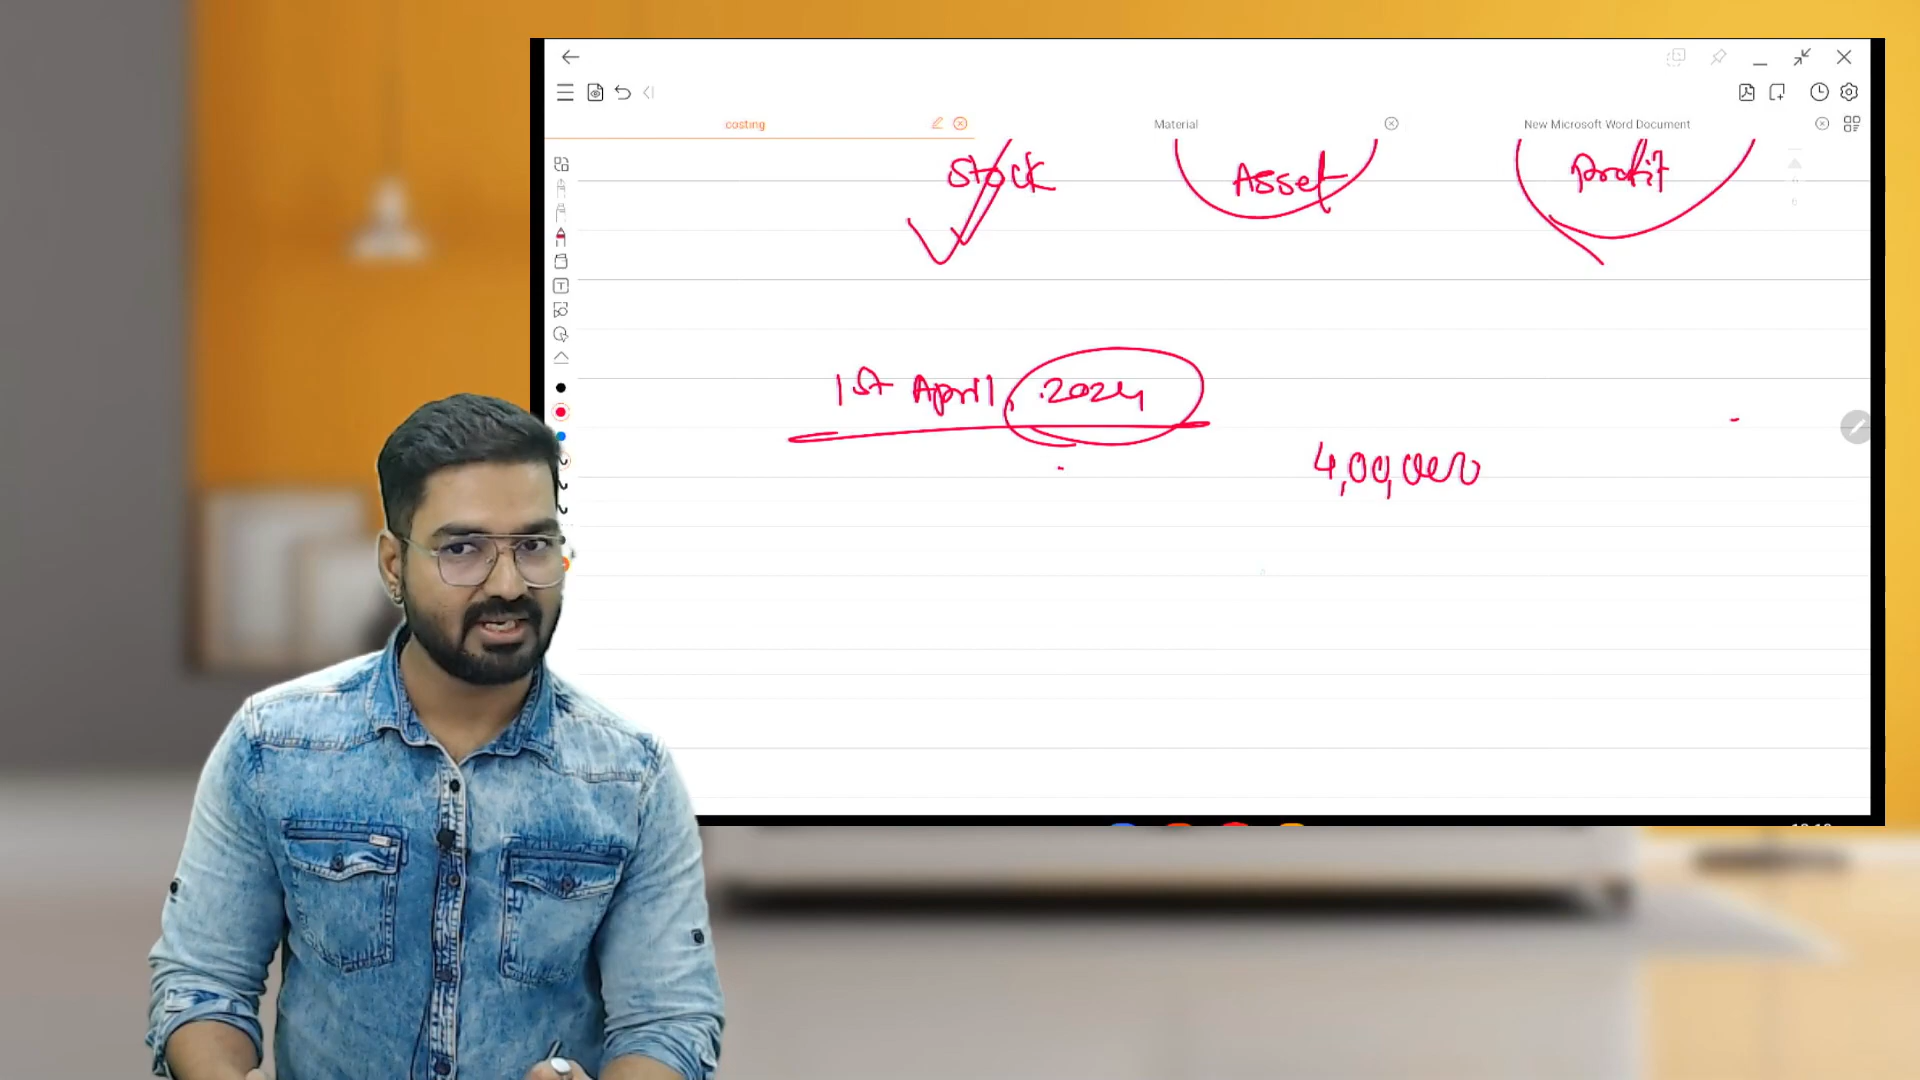 costing Material New Microsoft Word Document
Stock Asset Profit
1st April, 2024
4,00,000